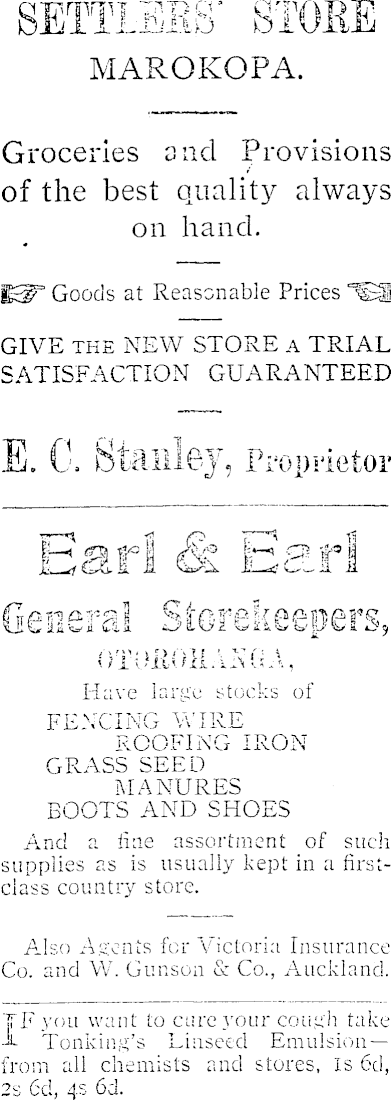 SETTLERS' STORE
MAROKOPA.
Groceries and Provisions
of the best quality always
on hand.
☞ Goods at Reasonable Prices ☜
GIVE THE NEW STORE A TRIAL
SATISFACTION GUARANTEED
E. C. Stanley, Proprietor
Earl & Earl
General Storekeepers,
OTOROHANGA,
Have large stocks of
FENCING WIRE
ROOFING IRON
GRASS SEED
MANURES
BOOTS AND SHOES
And a fine assortment of such
supplies as is usually kept in a first-
class country store.
Also Agents for Victoria Insurance
Co. and W. Gunson & Co., Auckland.
IF you want to cure your cough take
Tonking's Linseed Emulsion—
from all chemists and stores, 1s 6d,
2s 6d, 4s 6d.